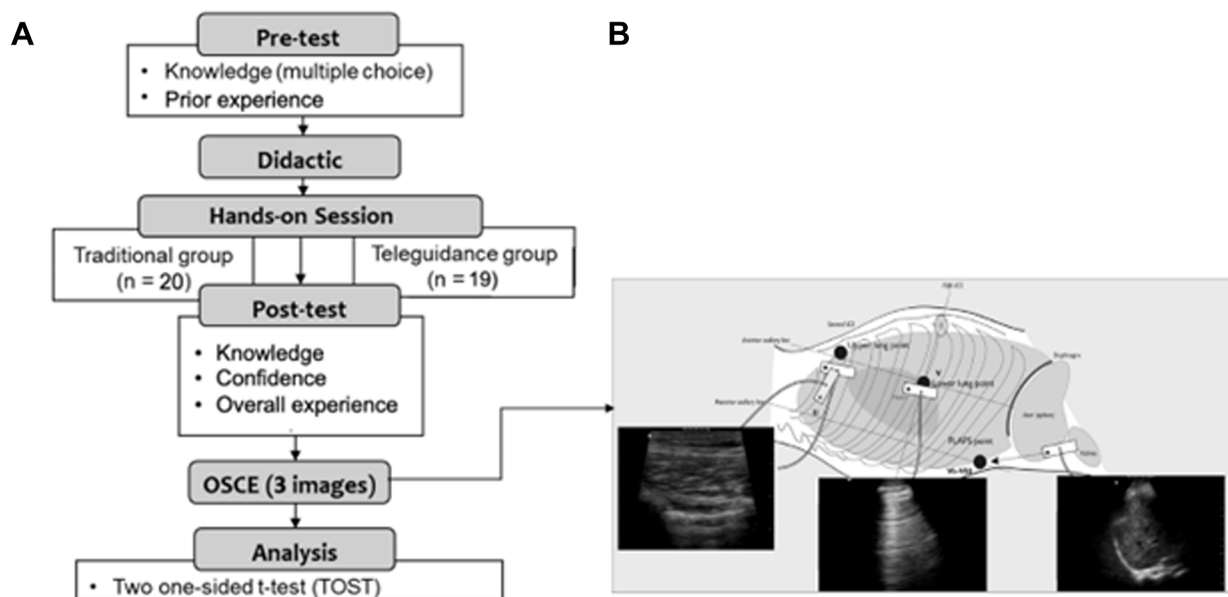 A
Pre-test
• Knowledge (multiple choice)
• Prior experience
Didactic
Hands-on Session
Traditional group
(n = 20)
Teleguidance group
(n = 19)
Post-test
• Knowledge
• Confidence
• Overall experience
OSCE (3 images)
Analysis
• Two one-sided t-test (TOST)
B
Second ICS
Upper lung point
Lower lung point
Diaphragm
PLAPS point